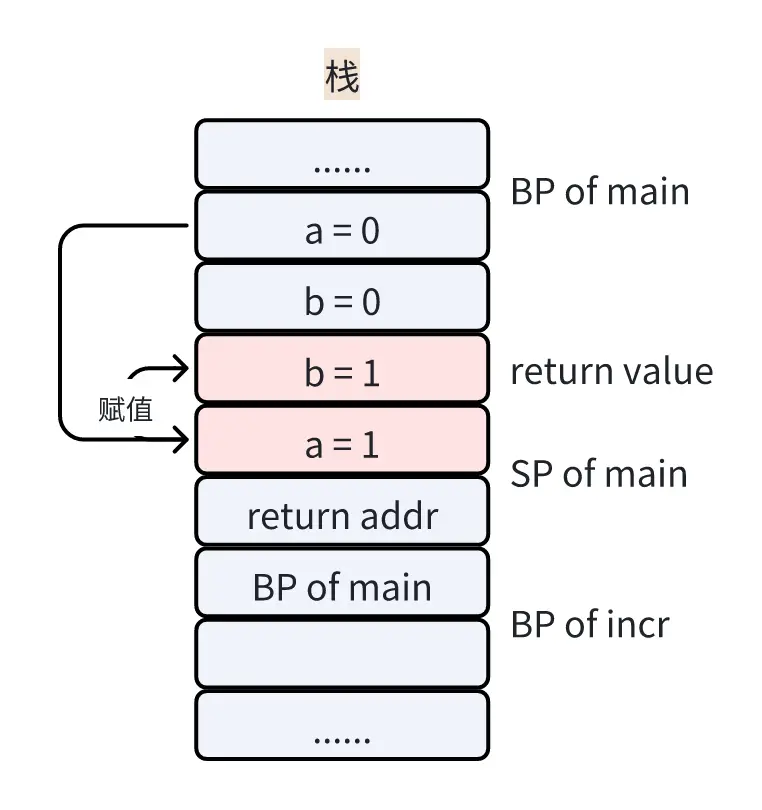 栈
......
BP of main
a = 0
b = 0
b = 1
return value
赋值
a = 1
SP of main
return addr
BP of main
BP of incr
......